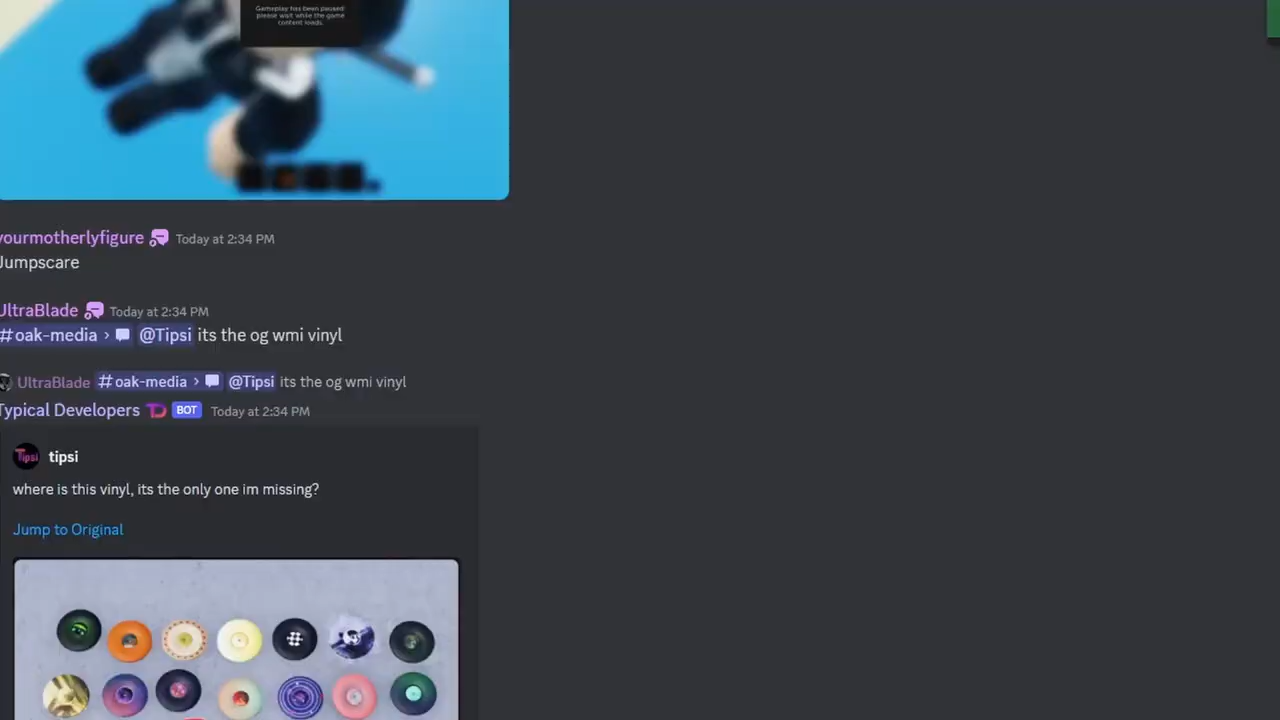 Gameplay has been paused
please wait while the game
content loads.
yourmotherlyfigure Today at 2:34 PM
Jumpscare
UltraBlade Today at 2:34 PM
#oak-media › @Tipsi its the og wmi vinyl
UltraBlade #oak-media › @Tipsi its the og wmi vinyl
Typical Developers TD BOT Today at 2:34 PM
Tipsi tipsi
where is this vinyl, its the only one im missing?
Jump to Original